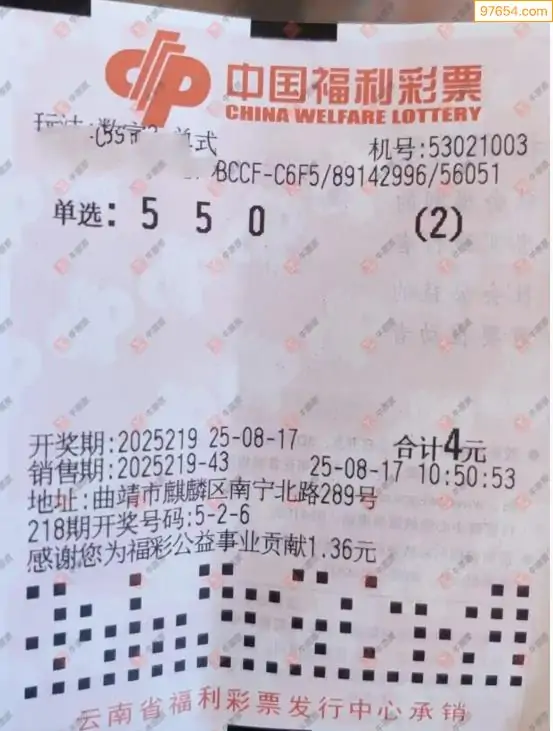 97654.com
中国福利彩票
CHINA WELFARE LOTTERY
玩法:数字3 单式
机号:53021003
BCCF-C6F5/89142996/56051
单选: 5 5 0 (2)
开奖期:2025219 25-08-17 合计4元
销售期:2025219-43 25-08-17 10:50:53
地址:曲靖市麒麟区南宁北路289号
218期开奖号码:5-2-6
感谢您为福彩公益事业贡献1.36元
云南省福利彩票发行中心承销